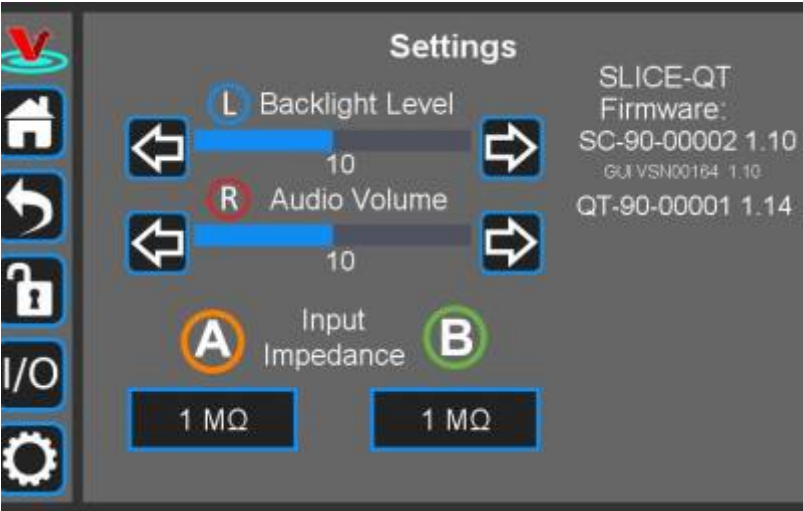 Settings
L Backlight Level
10
R Audio Volume
10
A Input Impedance B
1 MΩ 1 MΩ
SLICE-QT
Firmware:
SC-90-00002 1.10
GUI VSN00164 1.10
QT-90-00001 1.14
I/O